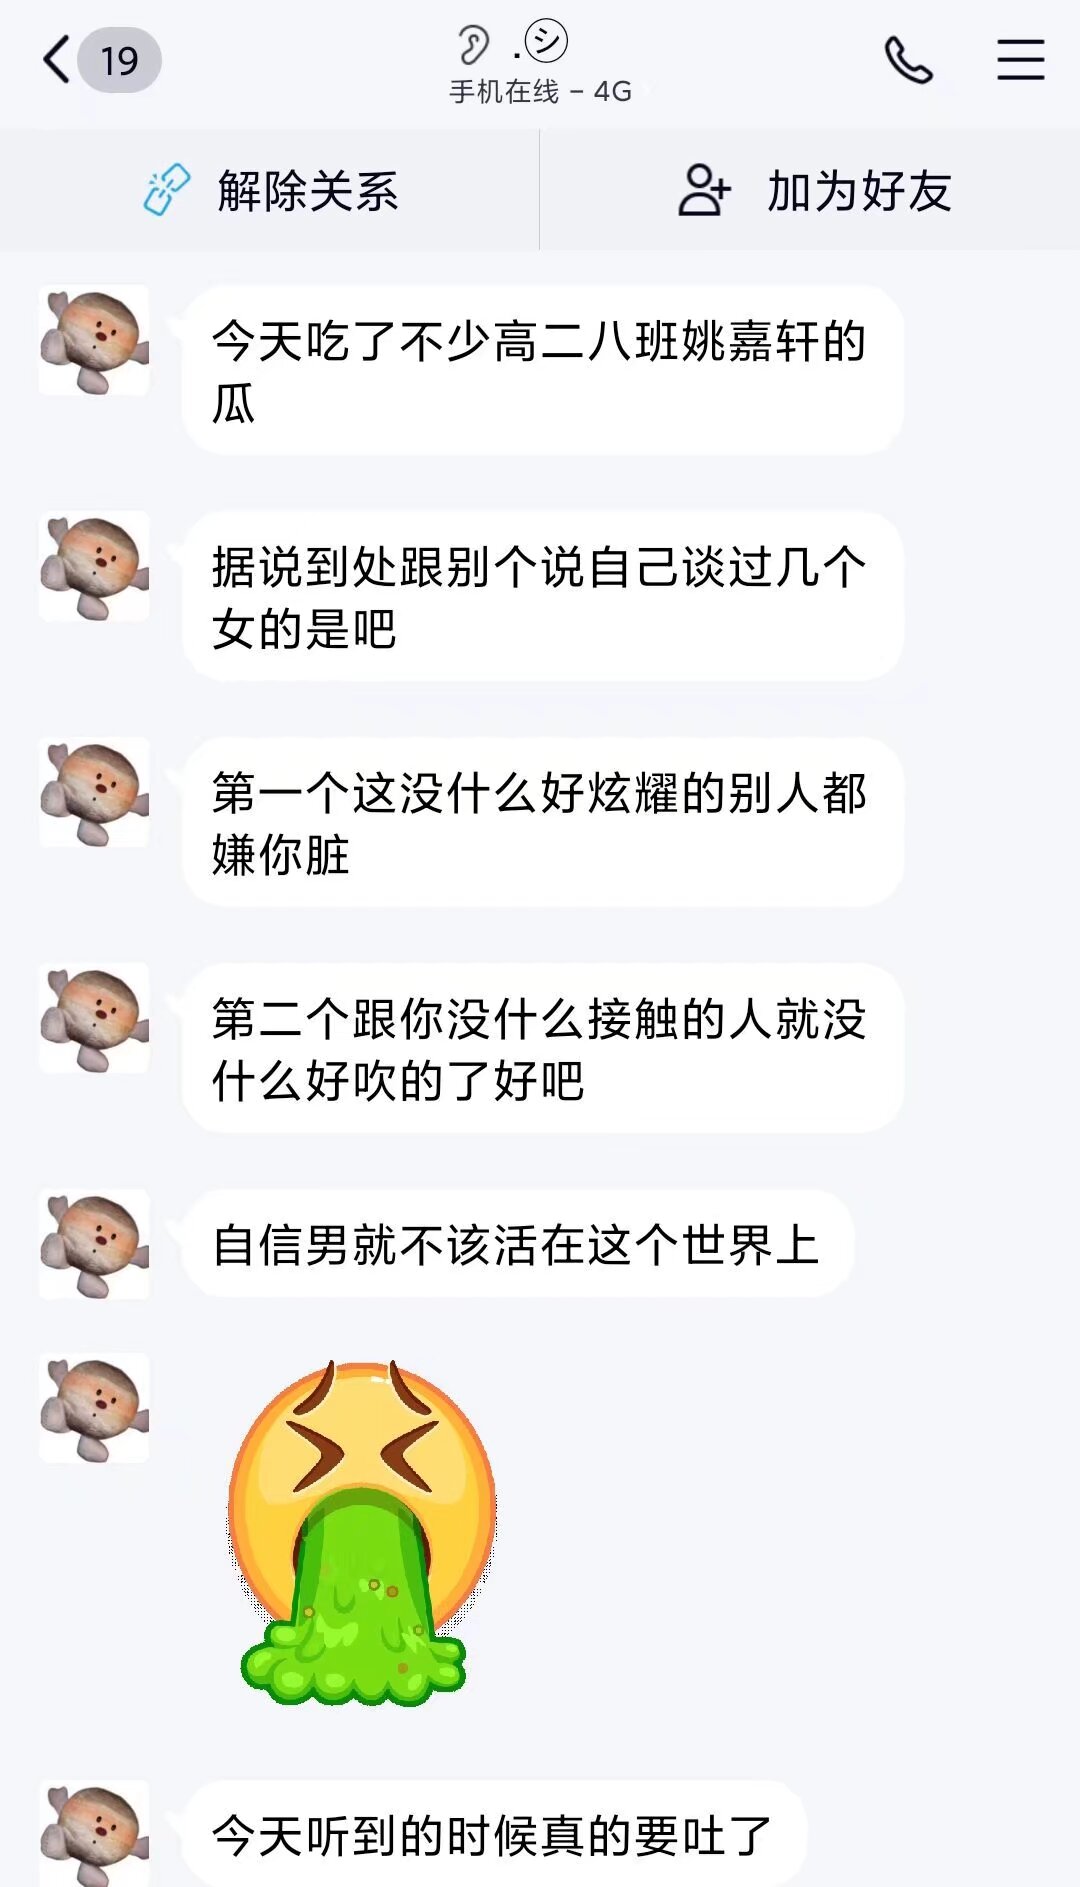 19
.シ
手机在线 – 4G
解除关系
加为好友
今天吃了不少高二八班姚嘉轩的
瓜
据说到处跟别个说自己谈过几个
女的是吧
第一个这没什么好炫耀的别人都
嫌你脏
第二个跟你没什么接触的人就没
什么好吹的了好吧
自信男就不该活在这个世界上
今天听到的时候真的要吐了